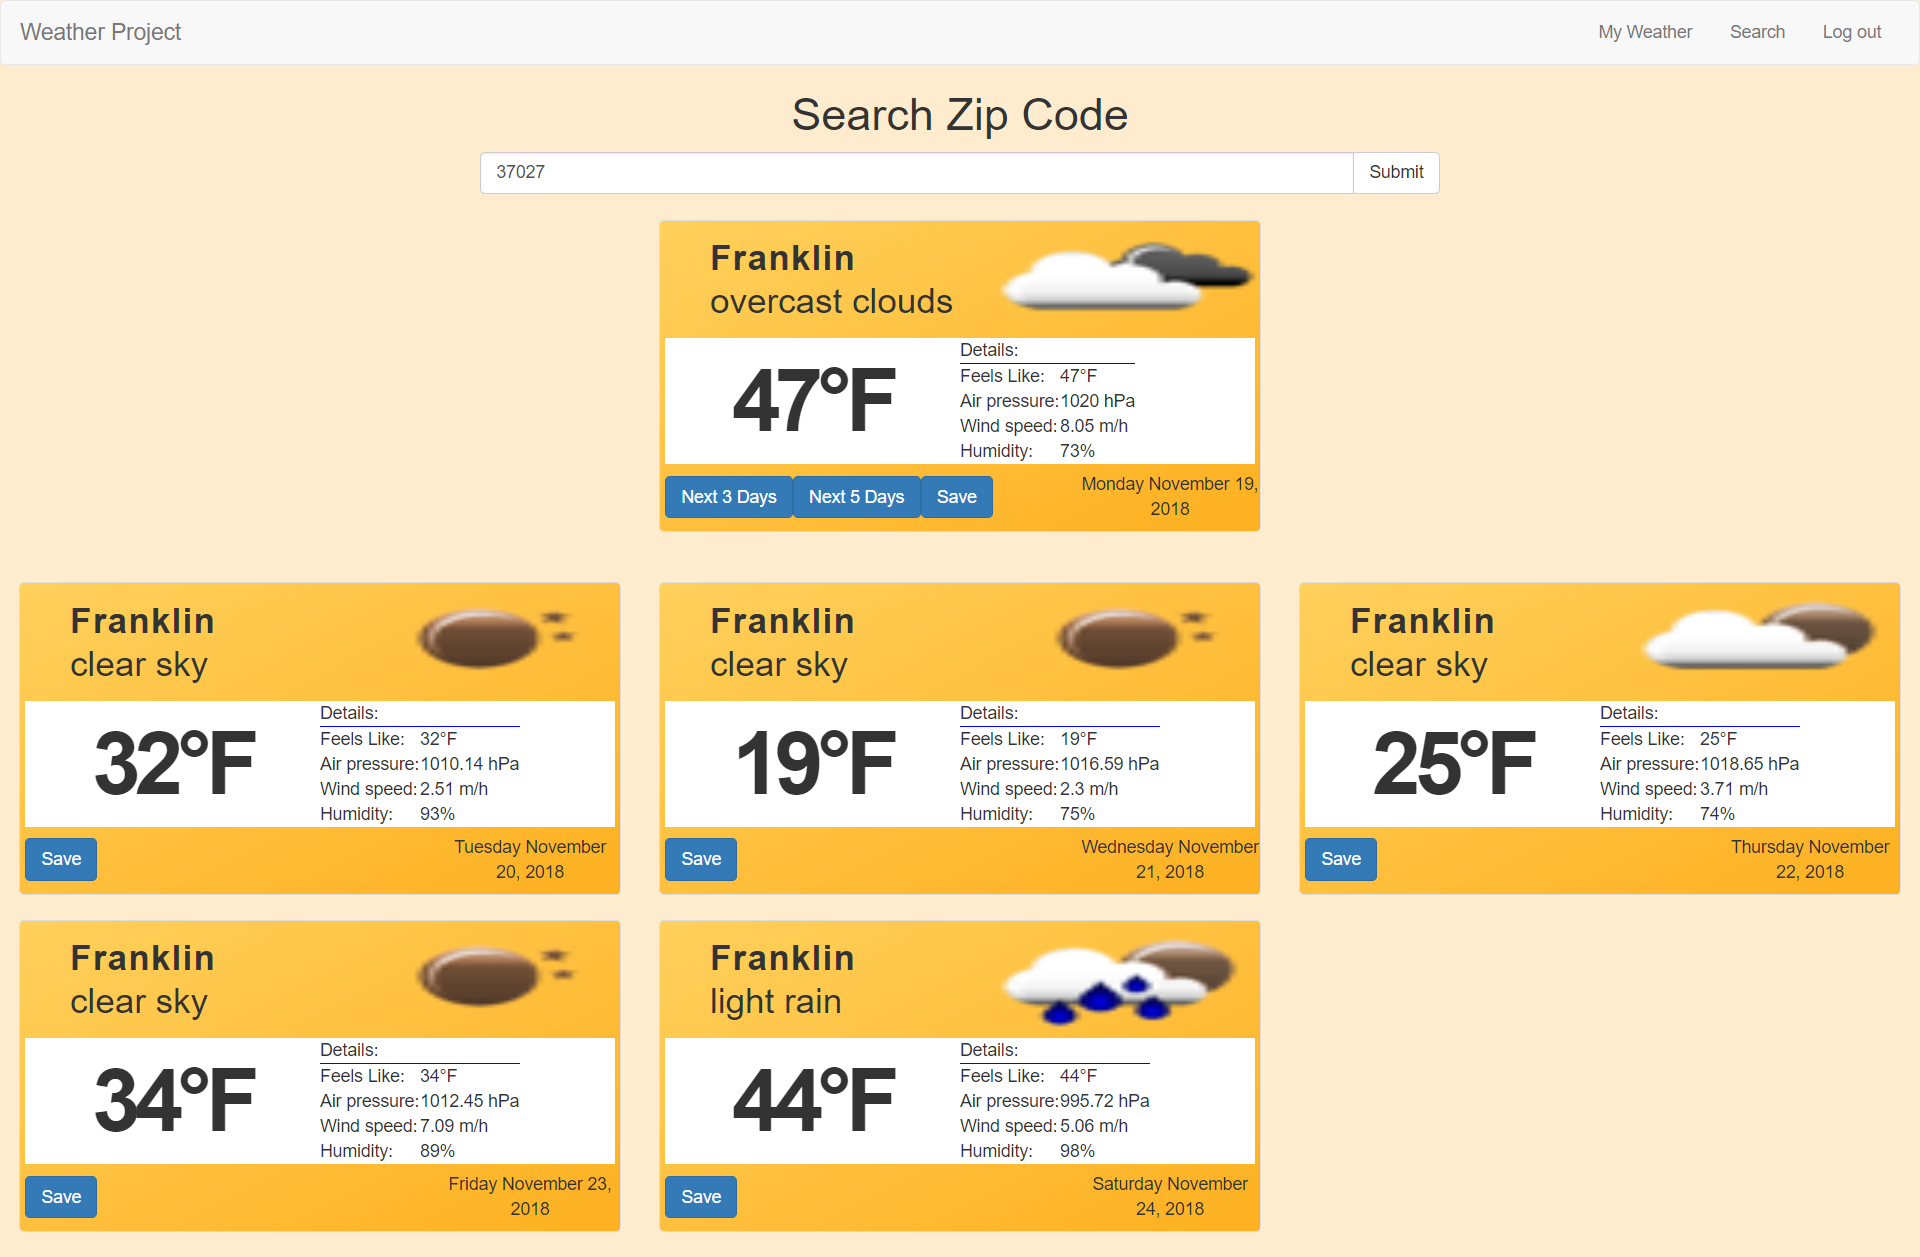 Weather Project
My Weather
Search
Log out
Search Zip Code
37027
Submit
Franklin
overcast clouds
47°F
Details:
Feels Like: 47°F
Air pressure: 1020 hPa
Wind speed: 8.05 m/h
Humidity: 73%
Next 3 Days
Next 5 Days
Save
Monday November 19,
2018
Franklin
clear sky
32°F
Details:
Feels Like: 32°F
Air pressure: 1010.14 hPa
Wind speed: 2.51 m/h
Humidity: 93%
Save
Tuesday November
20, 2018
Franklin
clear sky
19°F
Details:
Feels Like: 19°F
Air pressure: 1016.59 hPa
Wind speed: 2.3 m/h
Humidity: 75%
Save
Wednesday November
21, 2018
Franklin
clear sky
25°F
Details:
Feels Like: 25°F
Air pressure: 1018.65 hPa
Wind speed: 3.71 m/h
Humidity: 74%
Save
Thursday November
22, 2018
Franklin
clear sky
34°F
Details:
Feels Like: 34°F
Air pressure: 1012.45 hPa
Wind speed: 7.09 m/h
Humidity: 89%
Save
Friday November 23,
2018
Franklin
light rain
44°F
Details:
Feels Like: 44°F
Air pressure: 995.72 hPa
Wind speed: 5.06 m/h
Humidity: 98%
Save
Saturday November
24, 2018